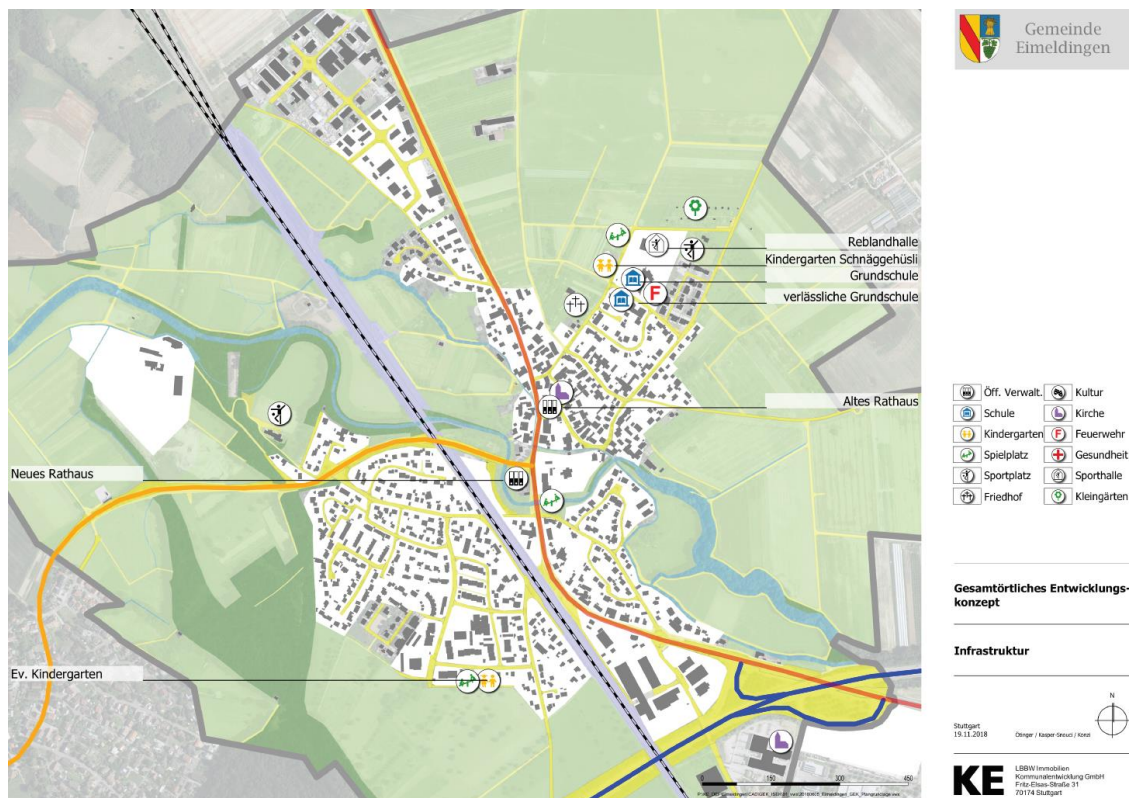 Gemeinde
Eimeldingen
Reblandhalle
Kindergarten Schnäggehüsli
Grundschule
verlässliche Grundschule
Altes Rathaus
Neues Rathaus
Ev. Kindergarten
F
Öff. Verwalt.
Kultur
Schule
Kirche
Kindergarten
F Feuerwehr
Spielplatz
Gesundheit
Sportplatz
Sporthalle
Friedhof
Kleingärten
Gesamtörtliches Entwicklungs-
konzept
Infrastruktur
N
Stuttgart
19.11.2018
0 150 300 450
KE
LBBW Immobilien
Kommunalentwicklung GmbH
Fritz-Elsas-Straße 31
70174 Stuttgart